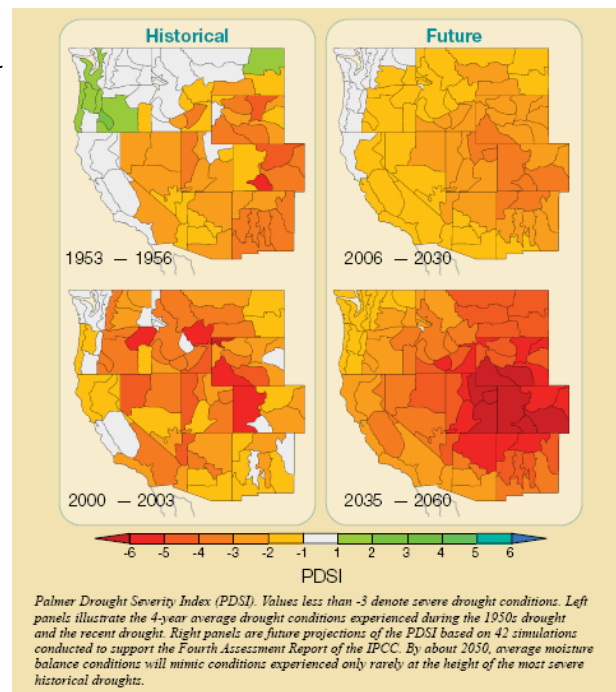 Historical
Future
1953 — 1956
2006 — 2030
2000 — 2003
2035 — 2060
-6 -5 -4 -3 -2 -1 1 2 3 4 5 6
PDSI
Palmer Drought Severity Index (PDSI). Values less than -3 denote severe drought conditions. Left
panels illustrate the 4-year average drought conditions experienced during the 1950s drought
and the recent drought. Right panels are future projections of the PDSI based on 42 simulations
conducted to support the Fourth Assessment Report of the IPCC. By about 2050, average moisture
balance conditions will mimic conditions experienced only rarely at the height of the most severe
historical droughts.